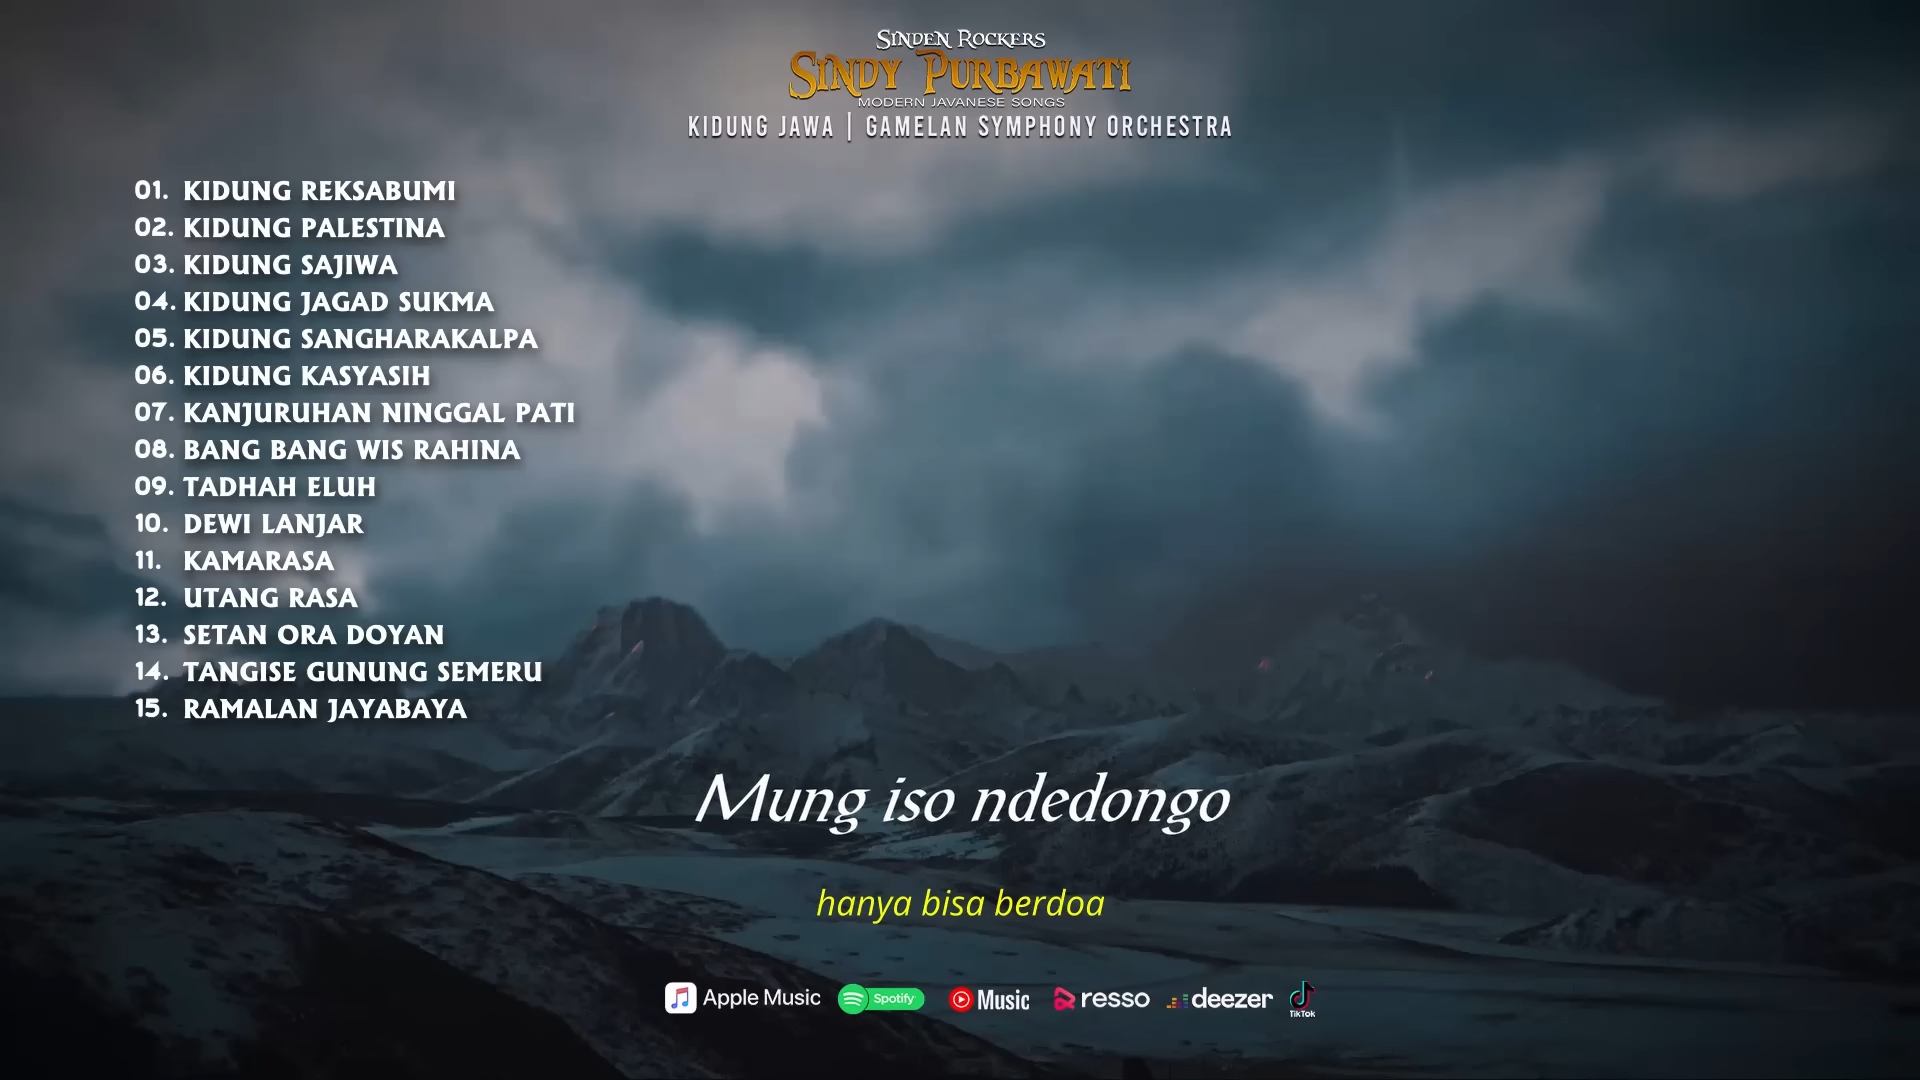 SINDEN ROCKERS
SINDY PURBAWATI
MODERN JAVANESE SONGS
KIDUNG JAWA | GAMELAN SYMPHONY ORCHESTRA
01. KIDUNG REKSABUMI
02. KIDUNG PALESTINA
03. KIDUNG SAJIWA
04. KIDUNG JAGAD SUKMA
05. KIDUNG SANGHARAKALPA
06. KIDUNG KASYASIH
07. KANJURUHAN NINGGAL PATI
08. BANG BANG WIS RAHINA
09. TADHAH ELUH
10. DEWI LANJAR
11. KAMARASA
12. UTANG RASA
13. SETAN ORA DOYAN
14. TANGISE GUNUNG SEMERU
15. RAMALAN JAYABAYA
Mung iso ndedongo
hanya bisa berdoa
Apple Music Spotify Music resso deezer TikTok